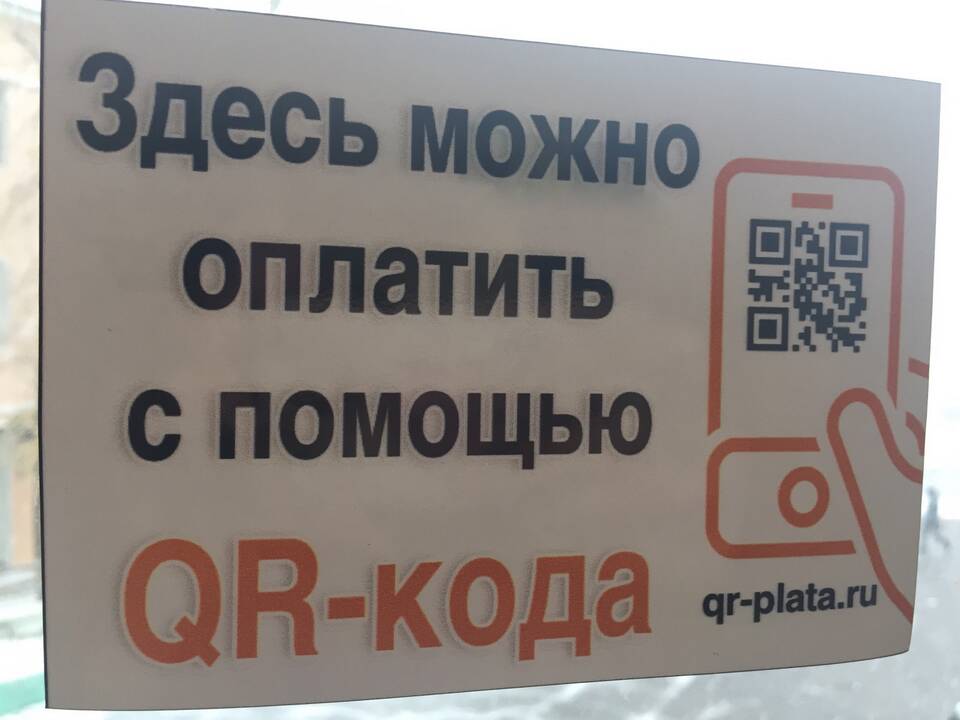 Здесь можно
оплатить
с помощью
QR-кода
qr-plata.ru